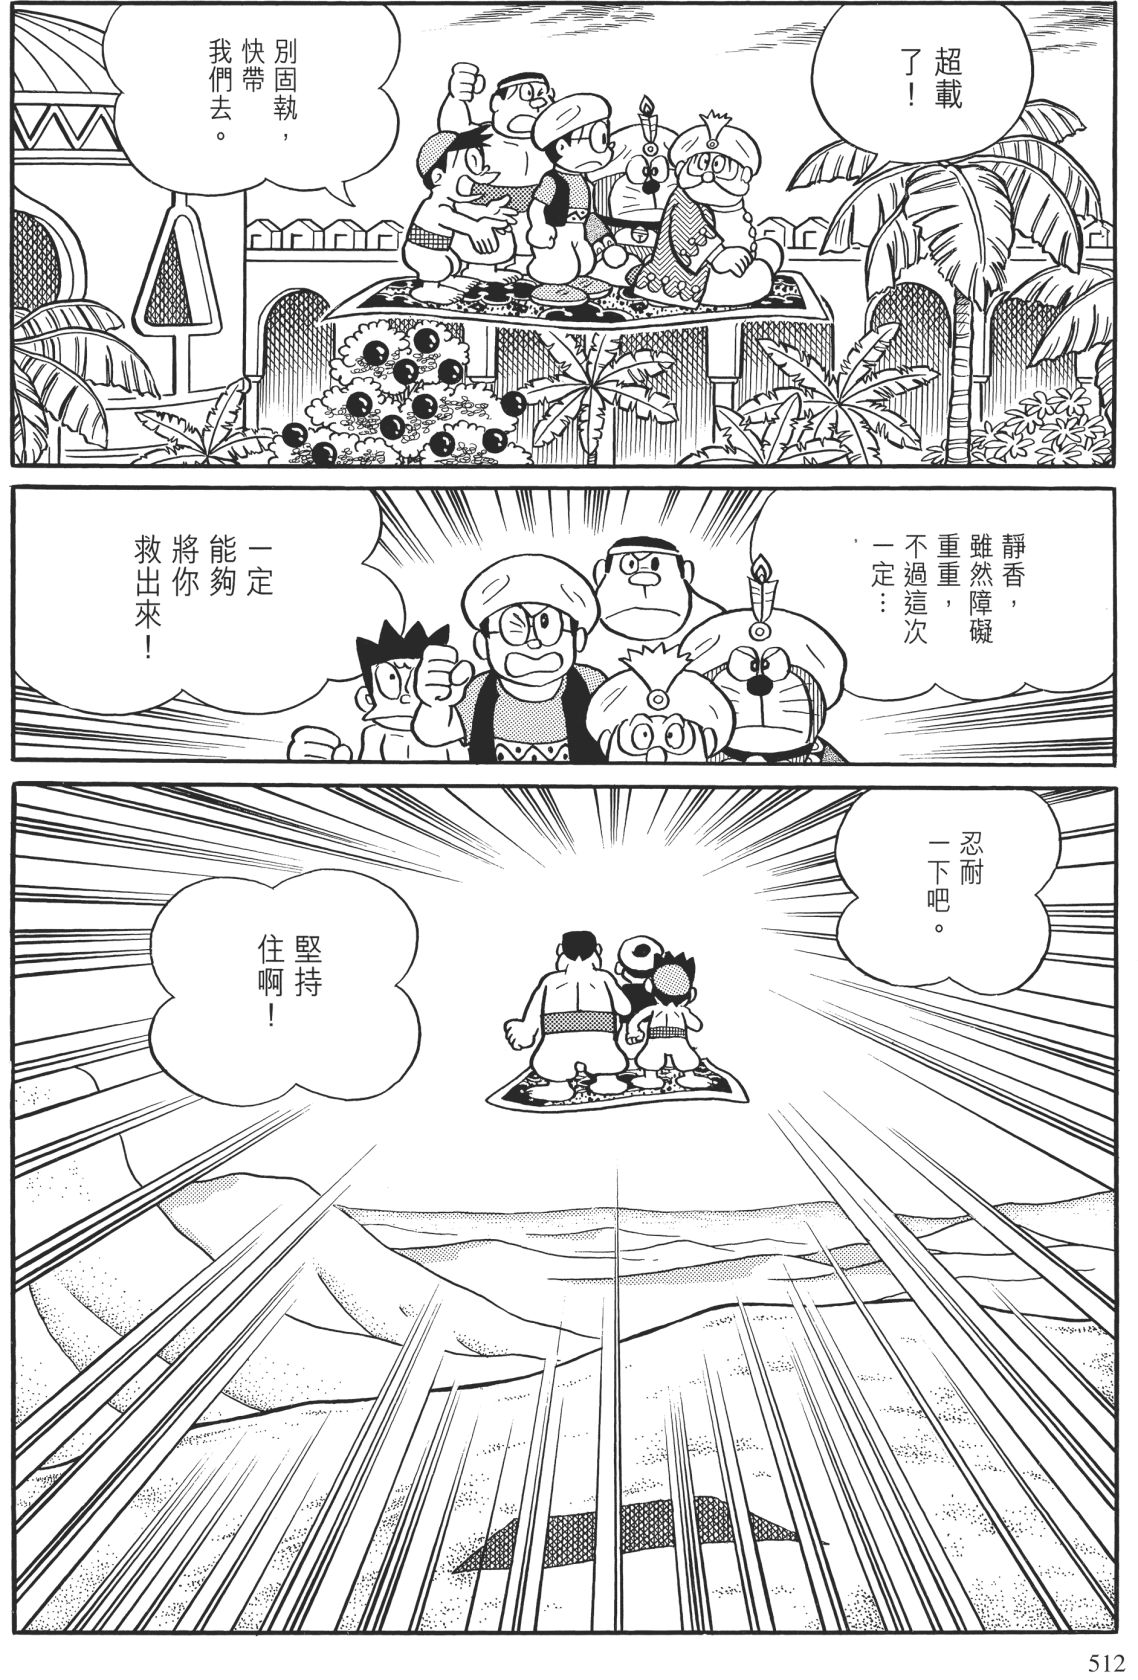 超載
了！
別固執，
快帶
我們去。
靜香，
雖然障礙
重重，
不過這次
一定…
，
一定
能夠
將你
救出來！
忍耐
一下吧。
堅持
住啊！
512